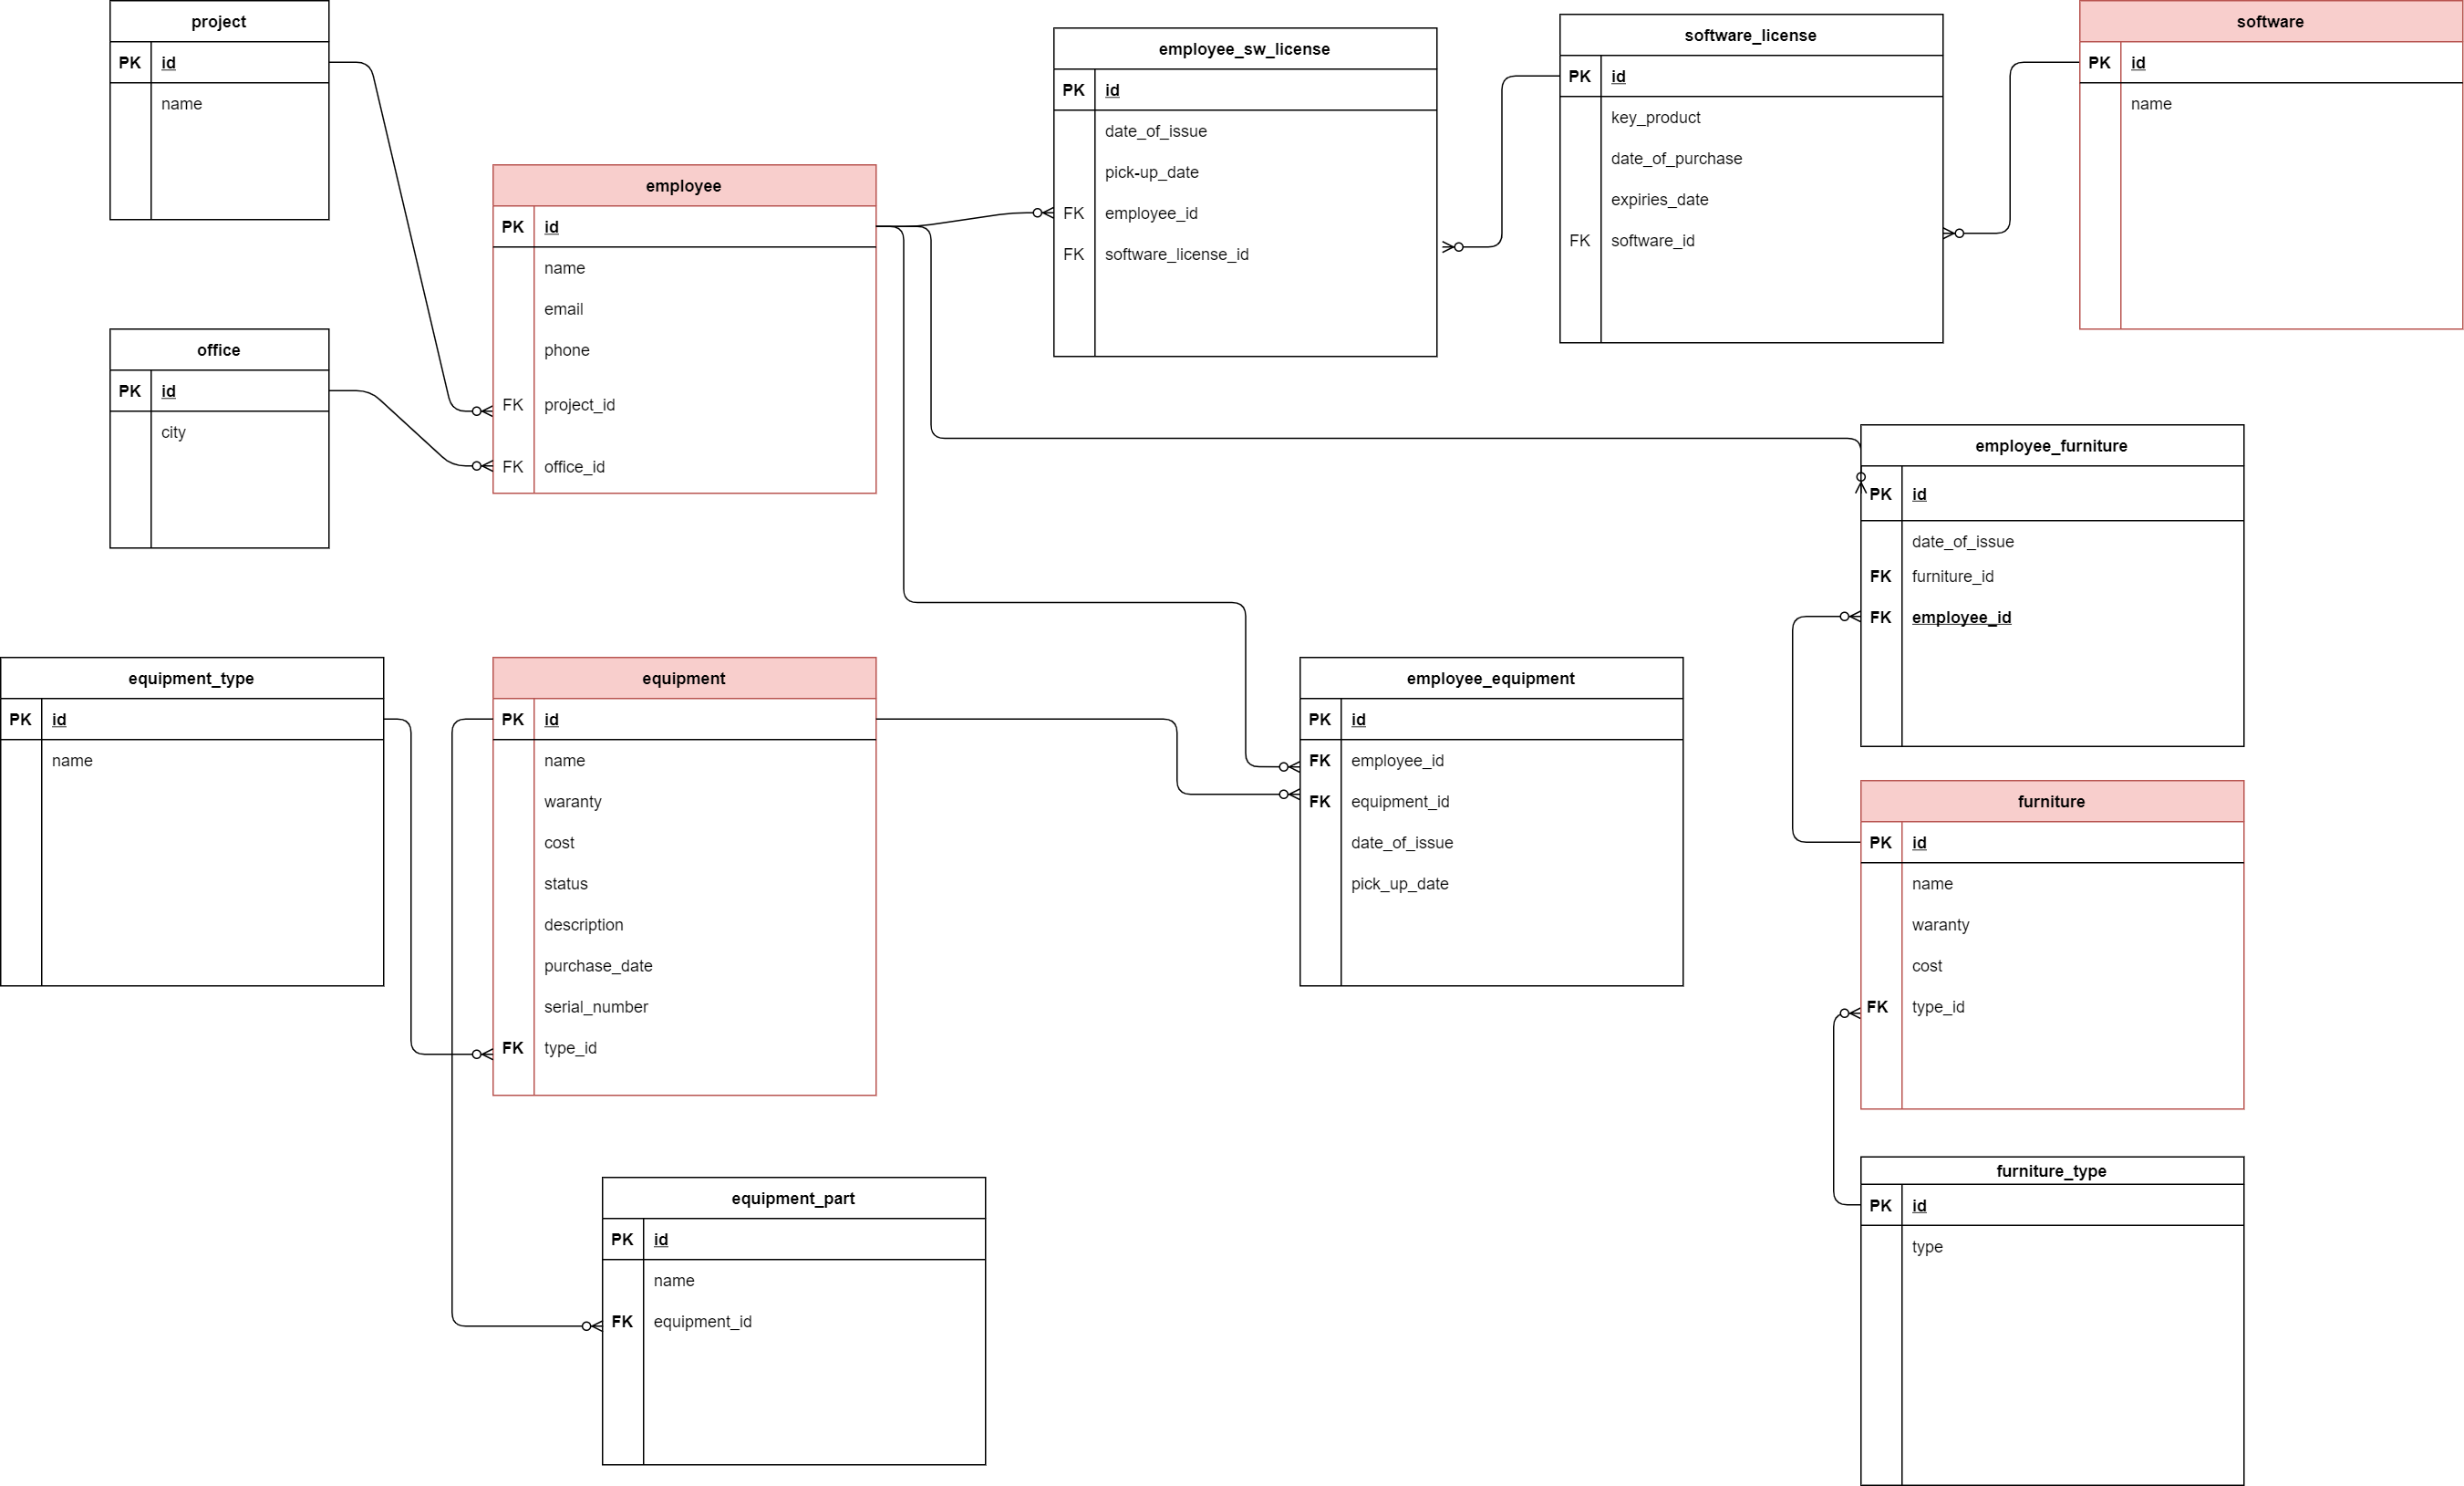 project
PK id
name
office
PK id
city
employee
PK id
name
email
phone
FK project_id
FK office_id
employee_sw_license
PK id
date_of_issue
pick-up_date
FK employee_id
FK software_license_id
software_license
PK id
key_product
date_of_purchase
expiries_date
FK software_id
software
PK id
name
employee_furniture
PK id
date_of_issue
FK furniture_id
FK employee_id
equipment_type
PK id
name
equipment
PK id
name
waranty
cost
status
description
purchase_date
serial_number
FK type_id
employee_equipment
PK id
FK employee_id
FK equipment_id
date_of_issue
pick_up_date
furniture
PK id
name
waranty
cost
FK type_id
equipment_part
PK id
name
FK equipment_id
furniture_type
PK id
type